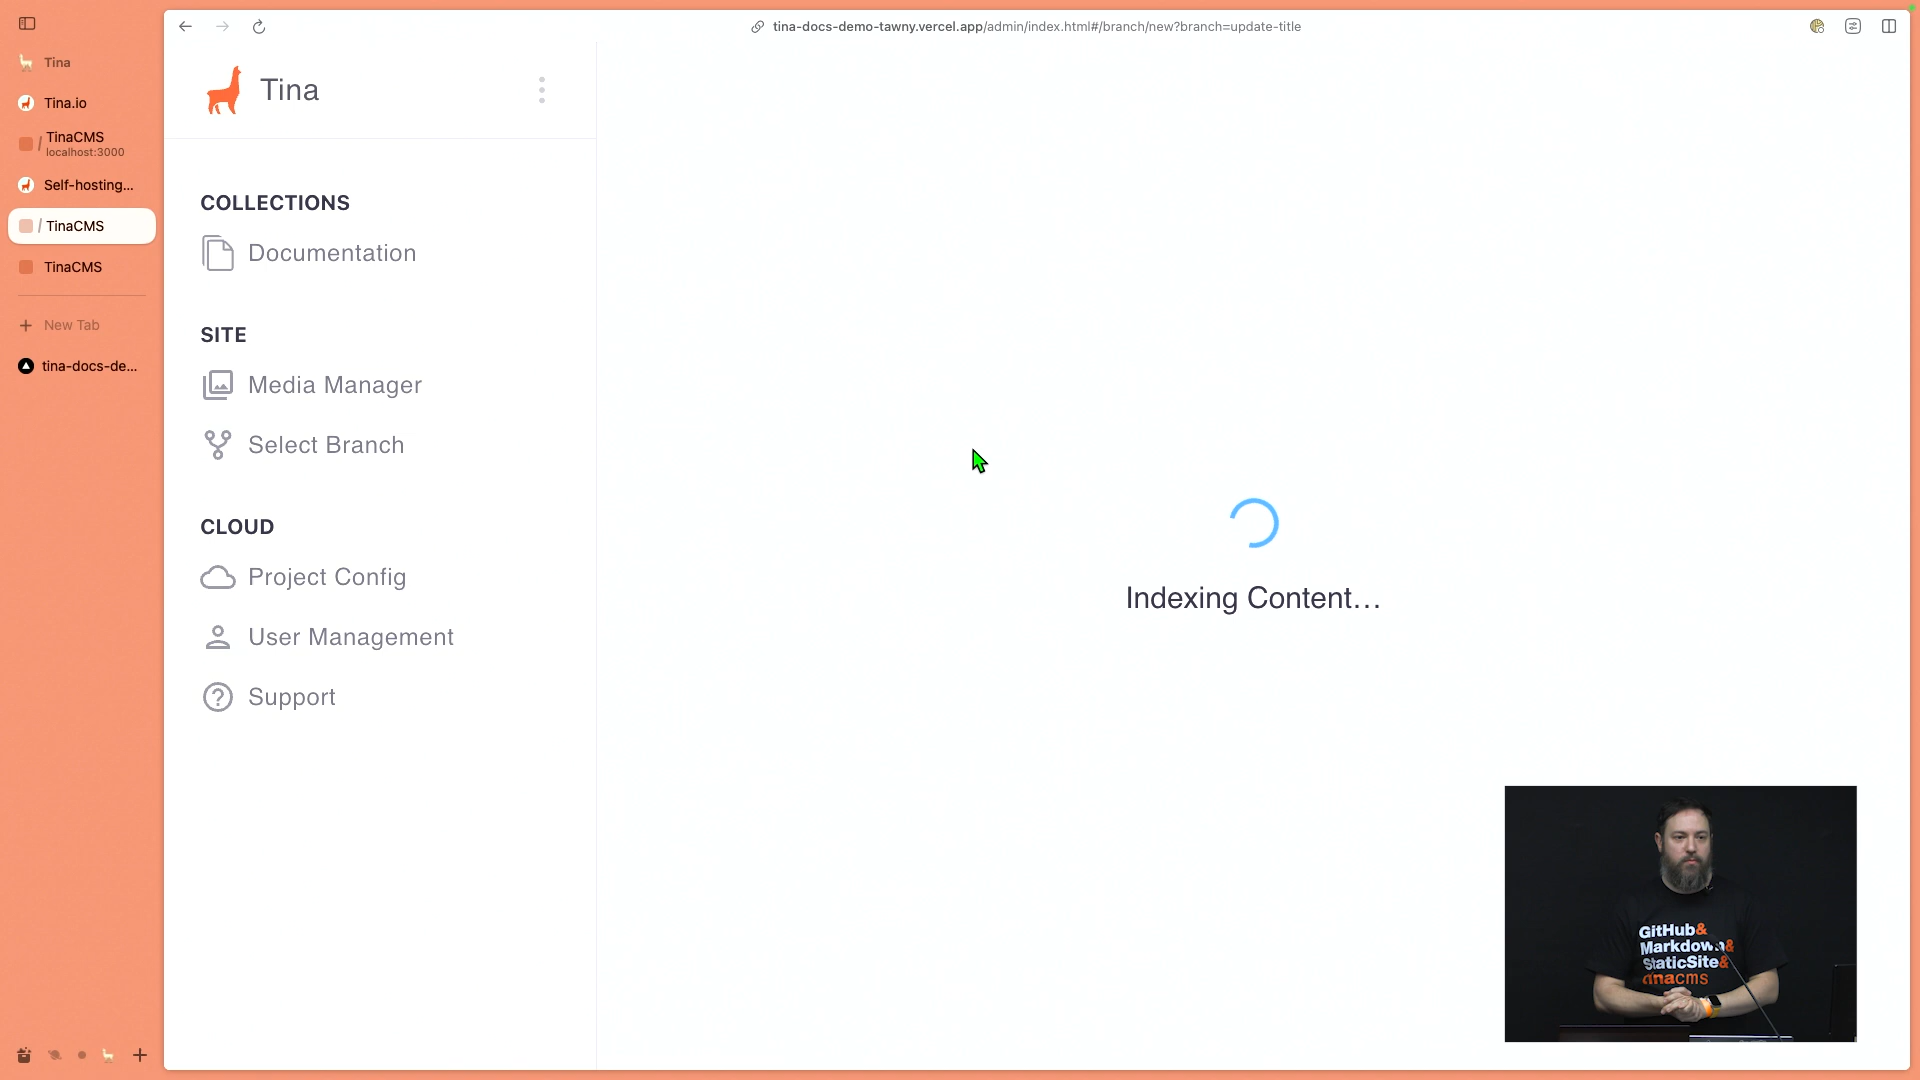 Tina
Tina.io
TinaCMS
localhost:3000
Self-hosting...
/ TinaCMS
TinaCMS
New Tab
tina-docs-de...
tina-docs-demo-tawny.vercel.app/admin/index.html#/branch/new?branch=update-title
Tina
COLLECTIONS
Documentation
SITE
Media Manager
Select Branch
CLOUD
Project Config
User Management
Support
Indexing Content...
GitHub&
Markdown&
StaticSite&
tinacms